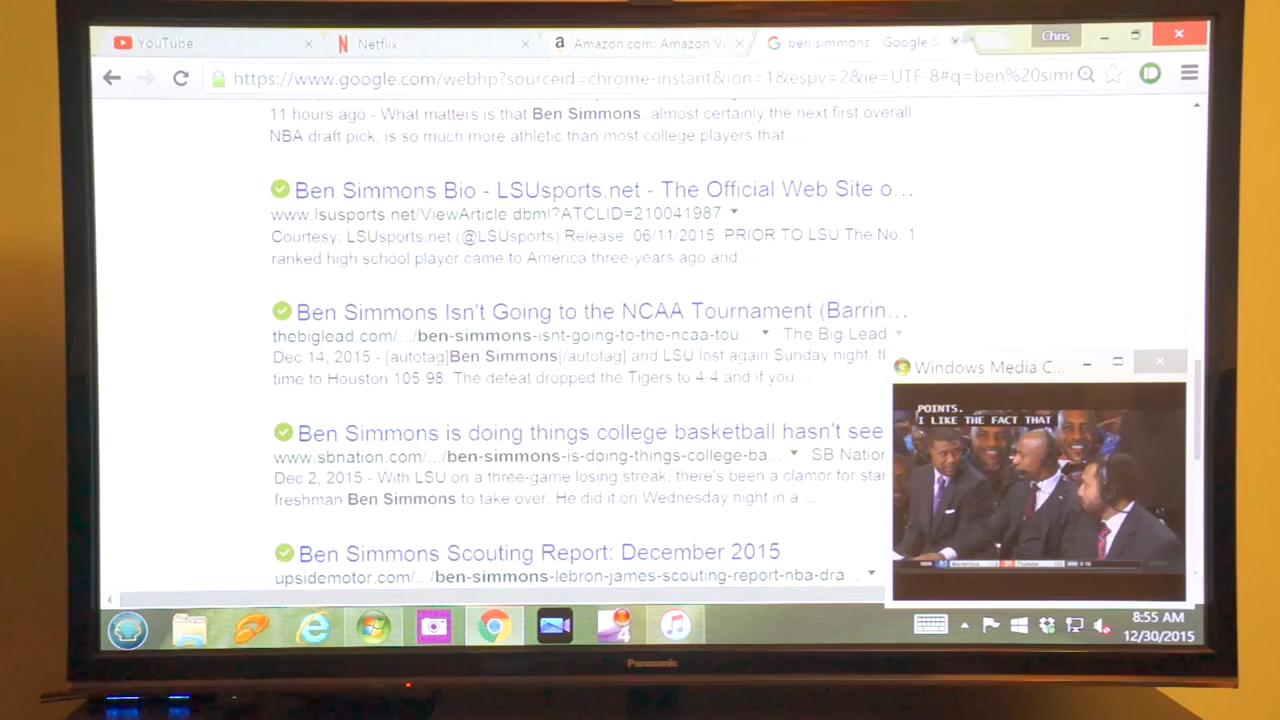 YouTube
Netflix
Amazon.com: Amazon Vi
ben simmons Google S
Chris
https://www.google.com/webhp?sourceid=chrome-instant&ion=1&espv=2&ie=UTF-8#q=ben%20simr
11 hours ago - What matters is that Ben Simmons, almost certainly the next first overall
NBA draft pick, is so much more athletic than most college players that ...
Ben Simmons Bio - LSUsports.net - The Official Web Site o...
www.lsusports.net/ViewArticle.dbml?ATCLID=210041987
Courtesy: LSUsports.net (@LSUsports) Release: 06/11/2015. PRIOR TO LSU The No. 1
ranked high school player came to America three-years ago and...
Ben Simmons Isn't Going to the NCAA Tournament (Barrin...
thebiglead.com/.../ben-simmons-isnt-going-to-the-ncaa-tou... The Big Lead
Dec 14, 2015 - [autotag]Ben Simmons[/autotag] and LSU lost again Sunday night,
time to Houston 105-98. The defeat dropped the Tigers to 4-4 and if you ...
Ben Simmons is doing things college basketball hasn't see
www.sbnation.com/.../ben-simmons-is-doing-things-college-ba... SB Natio
Dec 2, 2015 - With LSU on a three-game losing streak, there's been a clamor for star
freshman Ben Simmons to take over. He did it on Wednesday night in a ...
Ben Simmons Scouting Report: December 2015
upsidemotor.com/.../ben-simmons-lebron-james-scouting-report-nba-dra...
Windows Media C...
POINTS.
I LIKE THE FACT THAT
4
8:55 AM
12/30/2015
Panasonic